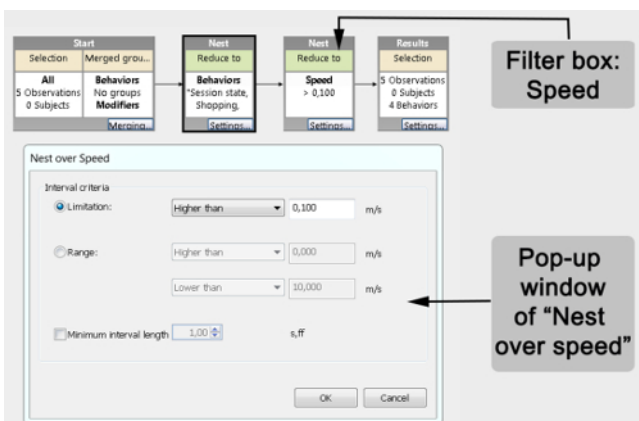 Start
Selection Merged grou...
All
5 Observations
0 Subjects
Behaviors
No groups
Modifiers
Merging...
Nest
Reduce to
Behaviors
"Session state,
Shopping,
Settings...
Nest
Reduce to
Speed
> 0,100
Settings...
Results
Selection
5 Observations
0 Subjects
4 Behaviors
Settings...
Filter box:
Speed
Nest over Speed
Interval criteria
Limitation: Higher than 0,100 m/s
Range: Higher than 0,000 m/s
Lower than 10,000 m/s
Minimum interval length 1,00 s,ff
OK Cancel
Pop-up
window
of “Nest
over speed”